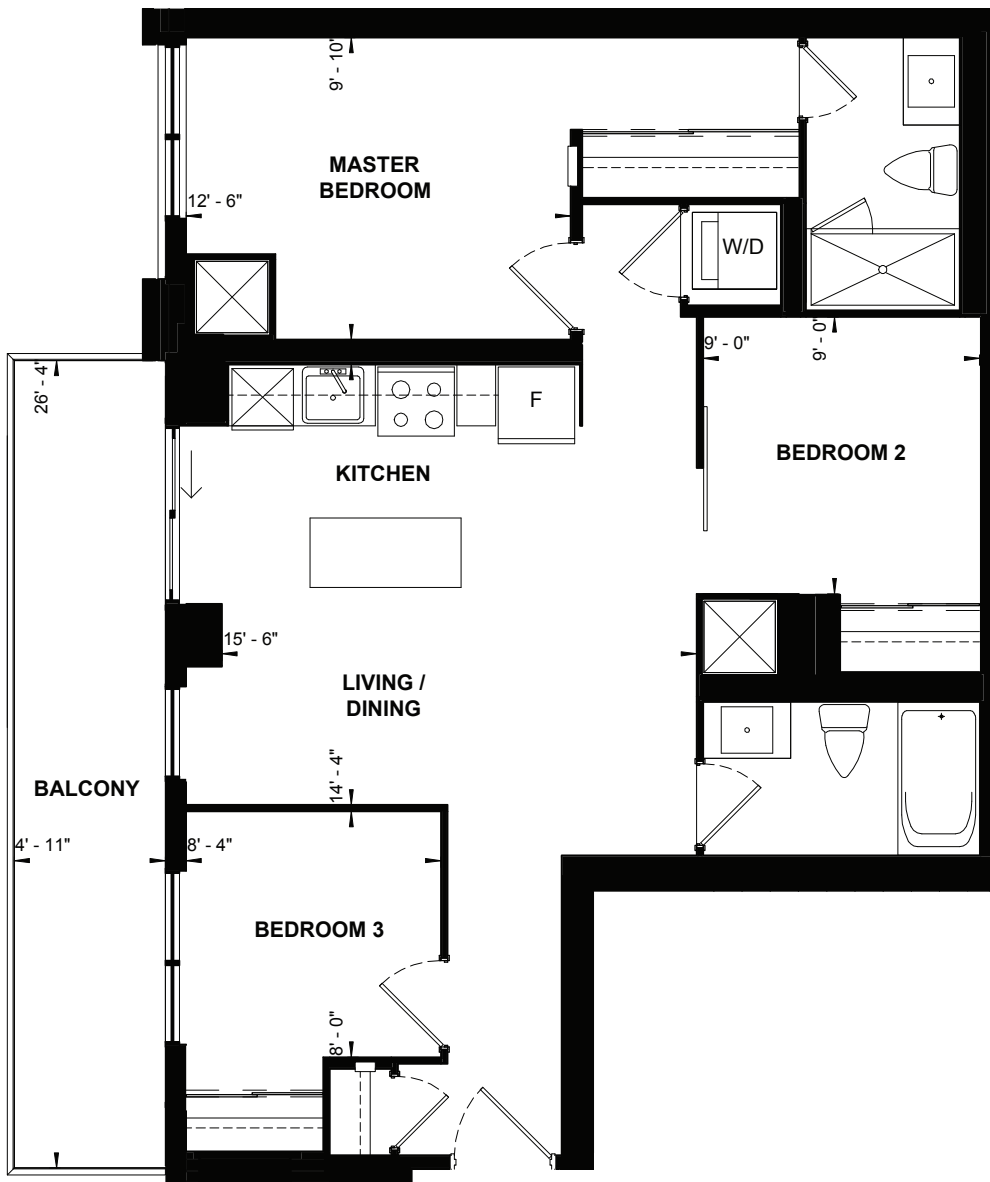 9' - 10"
MASTER
BEDROOM
12' - 6"
W/D
9' - 0"
9' - 0"
26' - 4"
F
KITCHEN
BEDROOM 2
15' - 6"
LIVING /
DINING
14' - 4"
BALCONY
4' - 11"
8' - 4"
BEDROOM 3
8' - 0"